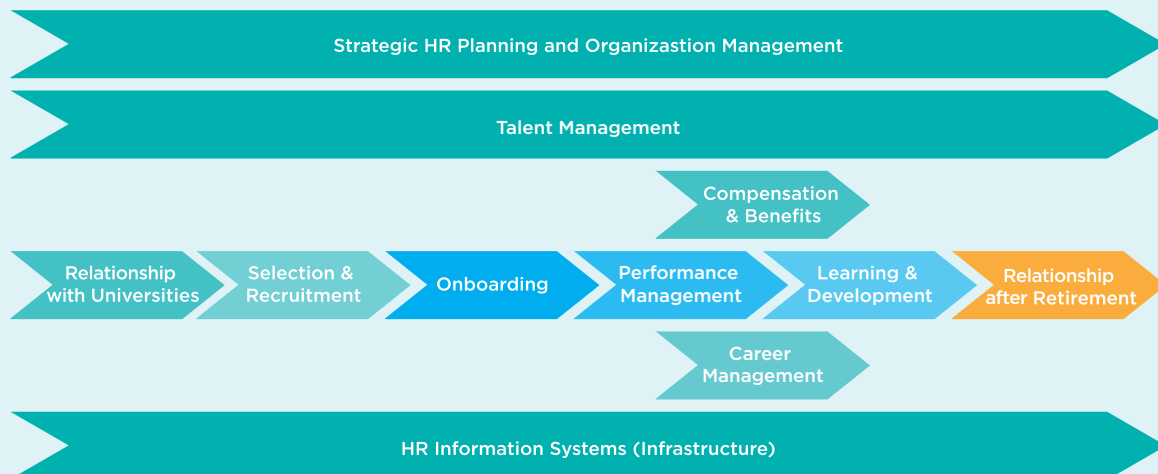 Strategic HR Planning and Organizastion Management
Talent Management
Compensation
& Benefits
Relationship
with Universities
Selection &
Recruitment
Onboarding
Performance
Management
Learning &
Development
Relationship
after Retirement
Career
Management
HR Information Systems (Infrastructure)